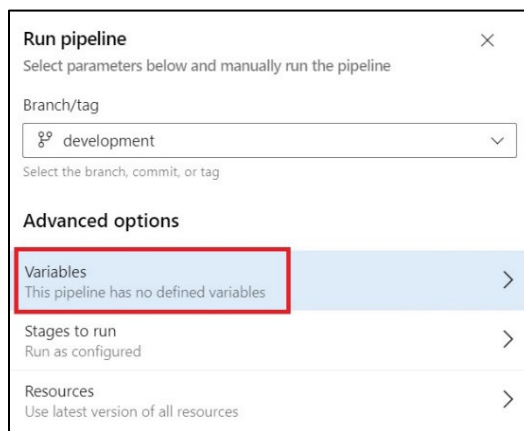 Run pipeline
Select parameters below and manually run the pipeline
Branch/tag
development
Select the branch, commit, or tag
Advanced options
Variables
This pipeline has no defined variables
Stages to run
Run as configured
Resources
Use latest version of all resources